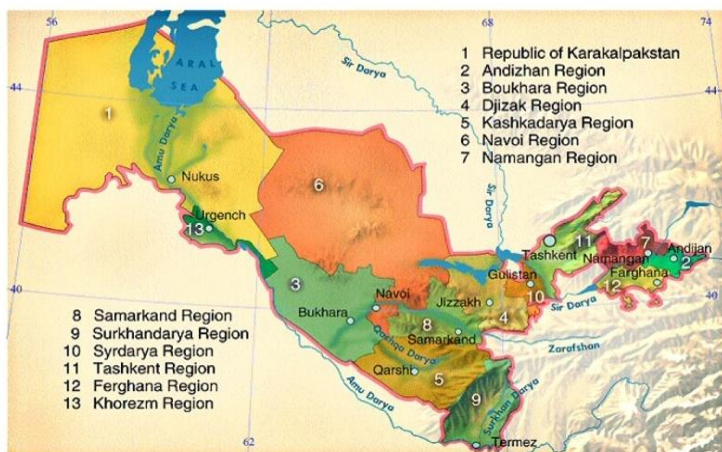 56
68
74
ARAL
SEA
Sir Darya
44
44
1 Republic of Karakalpakstan
2 Andizhan Region
3 Boukhara Region
4 Djizak Region
5 Kashkadarya Region
6 Navoi Region
7 Namangan Region
1
Amu Darya
Nukus
6
Sir Darya
Urgench
13
Tashkent
11
7
Namangan
Andijan
2
Farghana
12
Gulistan
10
40
40
3
Navoi
Jizzakh
4
Sir Darya
Bukhara
8
Samarkand
Zarafshan
Qashqa Darya
Qarshi
5
Amu Darya
9
Surkhan Darya
Termez
62
8 Samarkand Region
9 Surkhandarya Region
10 Syrdarya Region
11 Tashkent Region
12 Ferghana Region
13 Khorezm Region